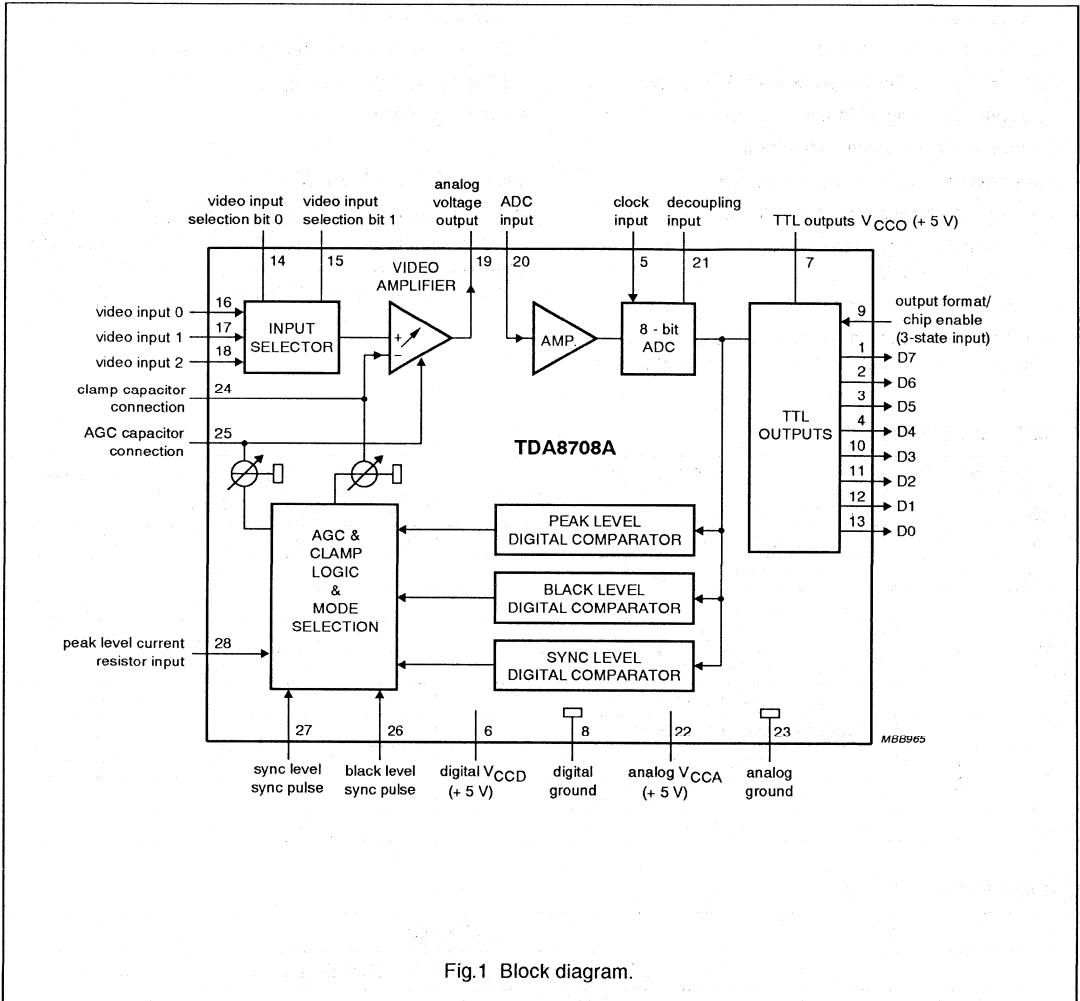 video input
selection bit 0
video input
selection bit 1
analog
voltage
output
ADC
input
clock
input
decoupling
input
TTL outputs VCCO (+ 5 V)
14
15
VIDEO
AMPLIFIER
19
20
5
21
7
video input 0
16
video input 1
17
video input 2
18
INPUT
SELECTOR
+
−
AMP.
8 - bit
ADC
TTL
OUTPUTS
9
output format/
chip enable
(3-state input)
1
D7
2
D6
3
D5
4
D4
10
D3
11
D2
12
D1
13
D0
clamp capacitor
connection
24
AGC capacitor
connection
25
TDA8708A
AGC &
CLAMP
LOGIC
&
MODE
SELECTION
PEAK LEVEL
DIGITAL COMPARATOR
BLACK LEVEL
DIGITAL COMPARATOR
SYNC LEVEL
DIGITAL COMPARATOR
peak level current
resistor input
28
27
26
6
8
22
23
MBB965
sync level
sync pulse
black level
sync pulse
digital VCCD
(+ 5 V)
digital
ground
analog VCCA
(+ 5 V)
analog
ground
Fig.1 Block diagram.